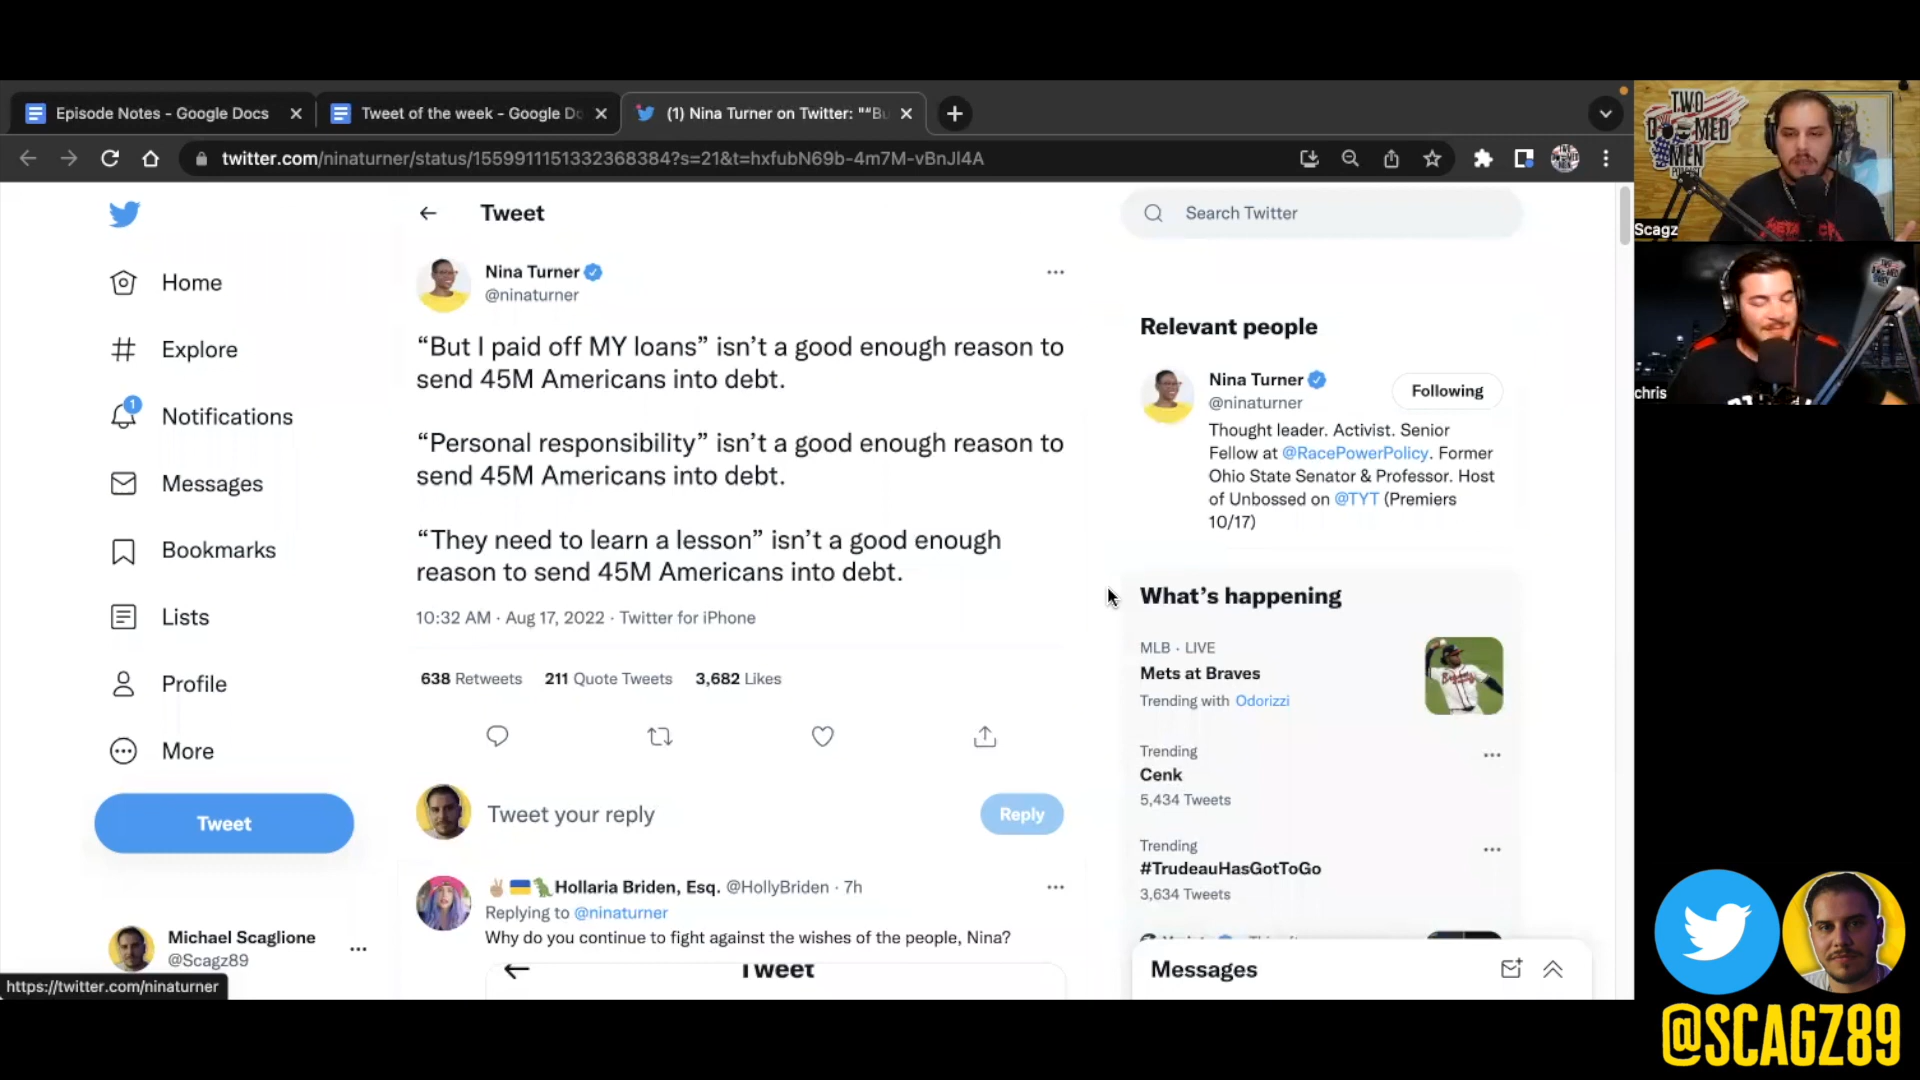 Episode Notes - Google Docs
Tweet of the week - Google Do
(1) Nina Turner on Twitter: "“Bu
twitter.com/ninaturner/status/1559911151332368384?s=21&t=hxfubN69b-4m7M-vBnJl4A
TWO
DOOMED
MEN
PODCAST
Scagz
chris
Home
Explore
1
Notifications
Messages
Bookmarks
Lists
Profile
More
Tweet
Michael Scaglione
@Scagz89
https://twitter.com/ninaturner
Tweet
Nina Turner
@ninaturner
“But I paid off MY loans” isn’t a good enough reason to
send 45M Americans into debt.
“Personal responsibility” isn’t a good enough reason to
send 45M Americans into debt.
“They need to learn a lesson” isn’t a good enough
reason to send 45M Americans into debt.
10:32 AM · Aug 17, 2022 · Twitter for iPhone
638 Retweets 211 Quote Tweets 3,682 Likes
Tweet your reply
Reply
Hollaria Briden, Esq. @HollyBriden · 7h
Replying to @ninaturner
Why do you continue to fight against the wishes of the people, Nina?
Tweet
Search Twitter
Relevant people
Nina Turner
Following
@ninaturner
Thought leader. Activist. Senior
Fellow at @RacePowerPolicy. Former
Ohio State Senator & Professor. Host
of Unbossed on @TYT (Premiers
10/17)
What’s happening
MLB · LIVE
Mets at Braves
Trending with Odorizzi
Trending
Cenk
5,434 Tweets
Trending
#TrudeauHasGotToGo
3,634 Tweets
Messages
@SCAGZ89